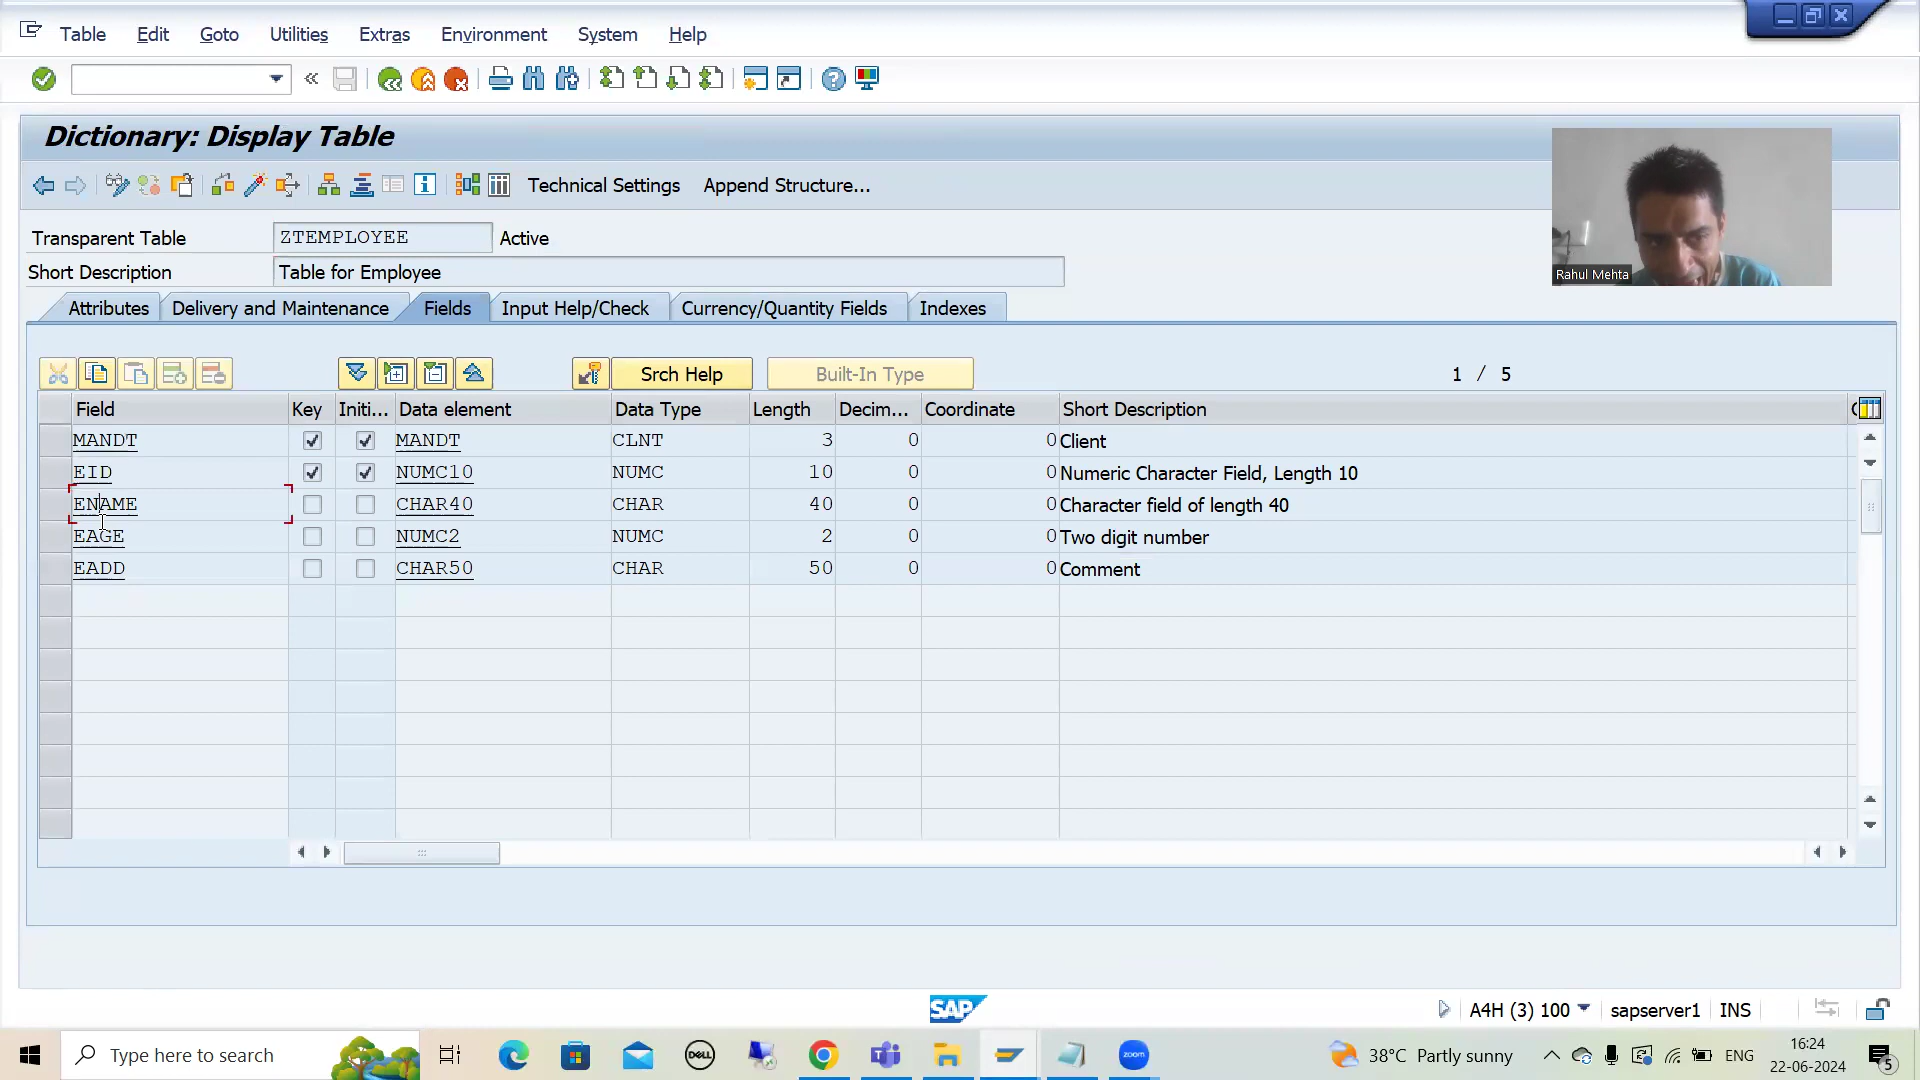 Table Edit Goto Utilities Extras Environment System Help
Dictionary: Display Table
Technical Settings Append Structure...
Rahul Mehta
Transparent Table ZTEMPLOYEE Active
Short Description Table for Employee
Attributes Delivery and Maintenance Fields Input Help/Check Currency/Quantity Fields Indexes
Srch Help Built-In Type 1 / 5
Field Key Initi... Data element Data Type Length Decim... Coordinate Short Description
MANDT MANDT CLNT 3 0 0 Client
EID NUMC10 NUMC 10 0 0 Numeric Character Field, Length 10
ENAME CHAR40 CHAR 40 0 0 Character field of length 40
EAGE NUMC2 NUMC 2 0 0 Two digit number
EADD CHAR50 CHAR 50 0 0 Comment
SAP A4H (3) 100 sapserver1 INS
Type here to search DELL zoom 38°C Partly sunny ENG 16:24
22-06-2024 5